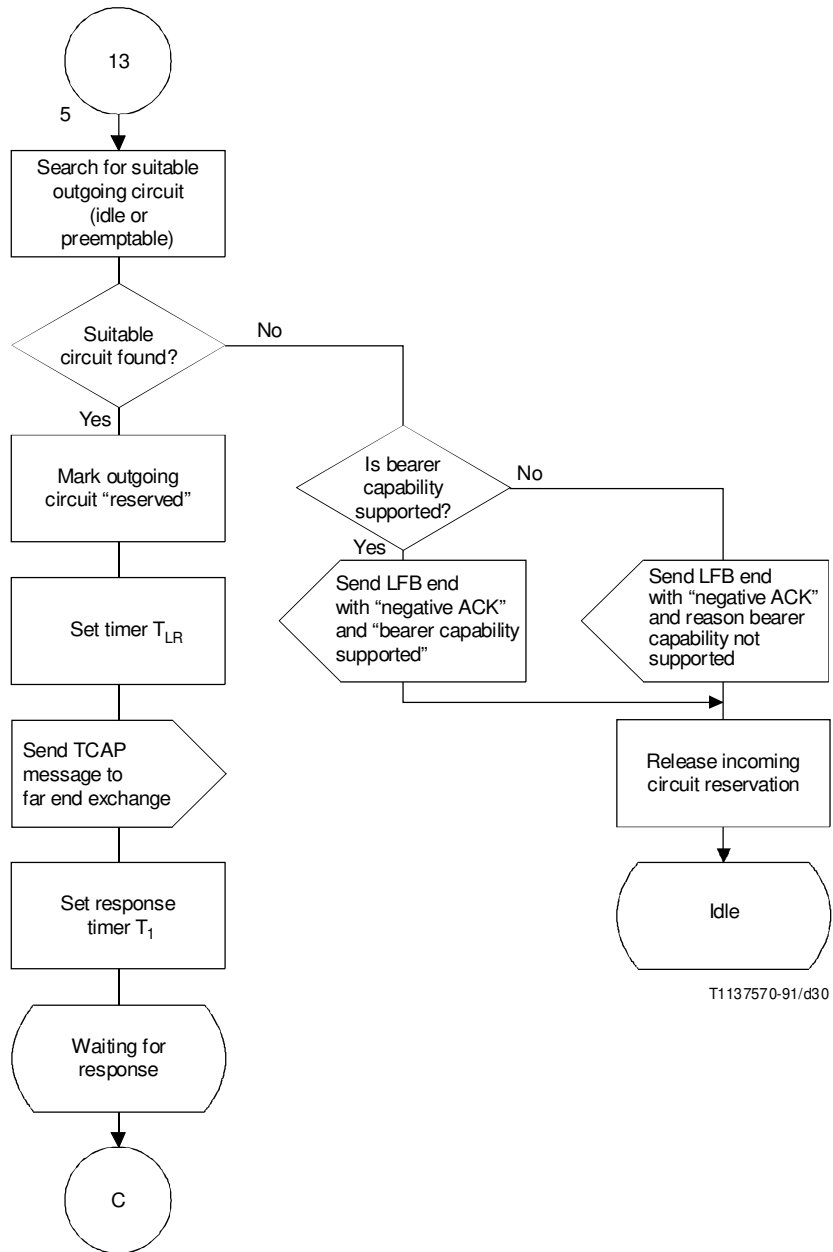 13
5
Search for suitable
outgoing circuit
(idle or
preemptable)
Suitable
circuit found?
No
Yes
Mark outgoing
circuit “reserved”
Is bearer
capability
supported?
No
Yes
Set timer T_LR
Send LFB end
with “negative ACK”
and “bearer capability
supported”
Send LFB end
with “negative ACK”
and reason bearer
capability not
supported
Send TCAP
message to
far end exchange
Release incoming
circuit reservation
Set response
timer T_1
Idle
T1137570-91/d30
Waiting for
response
C